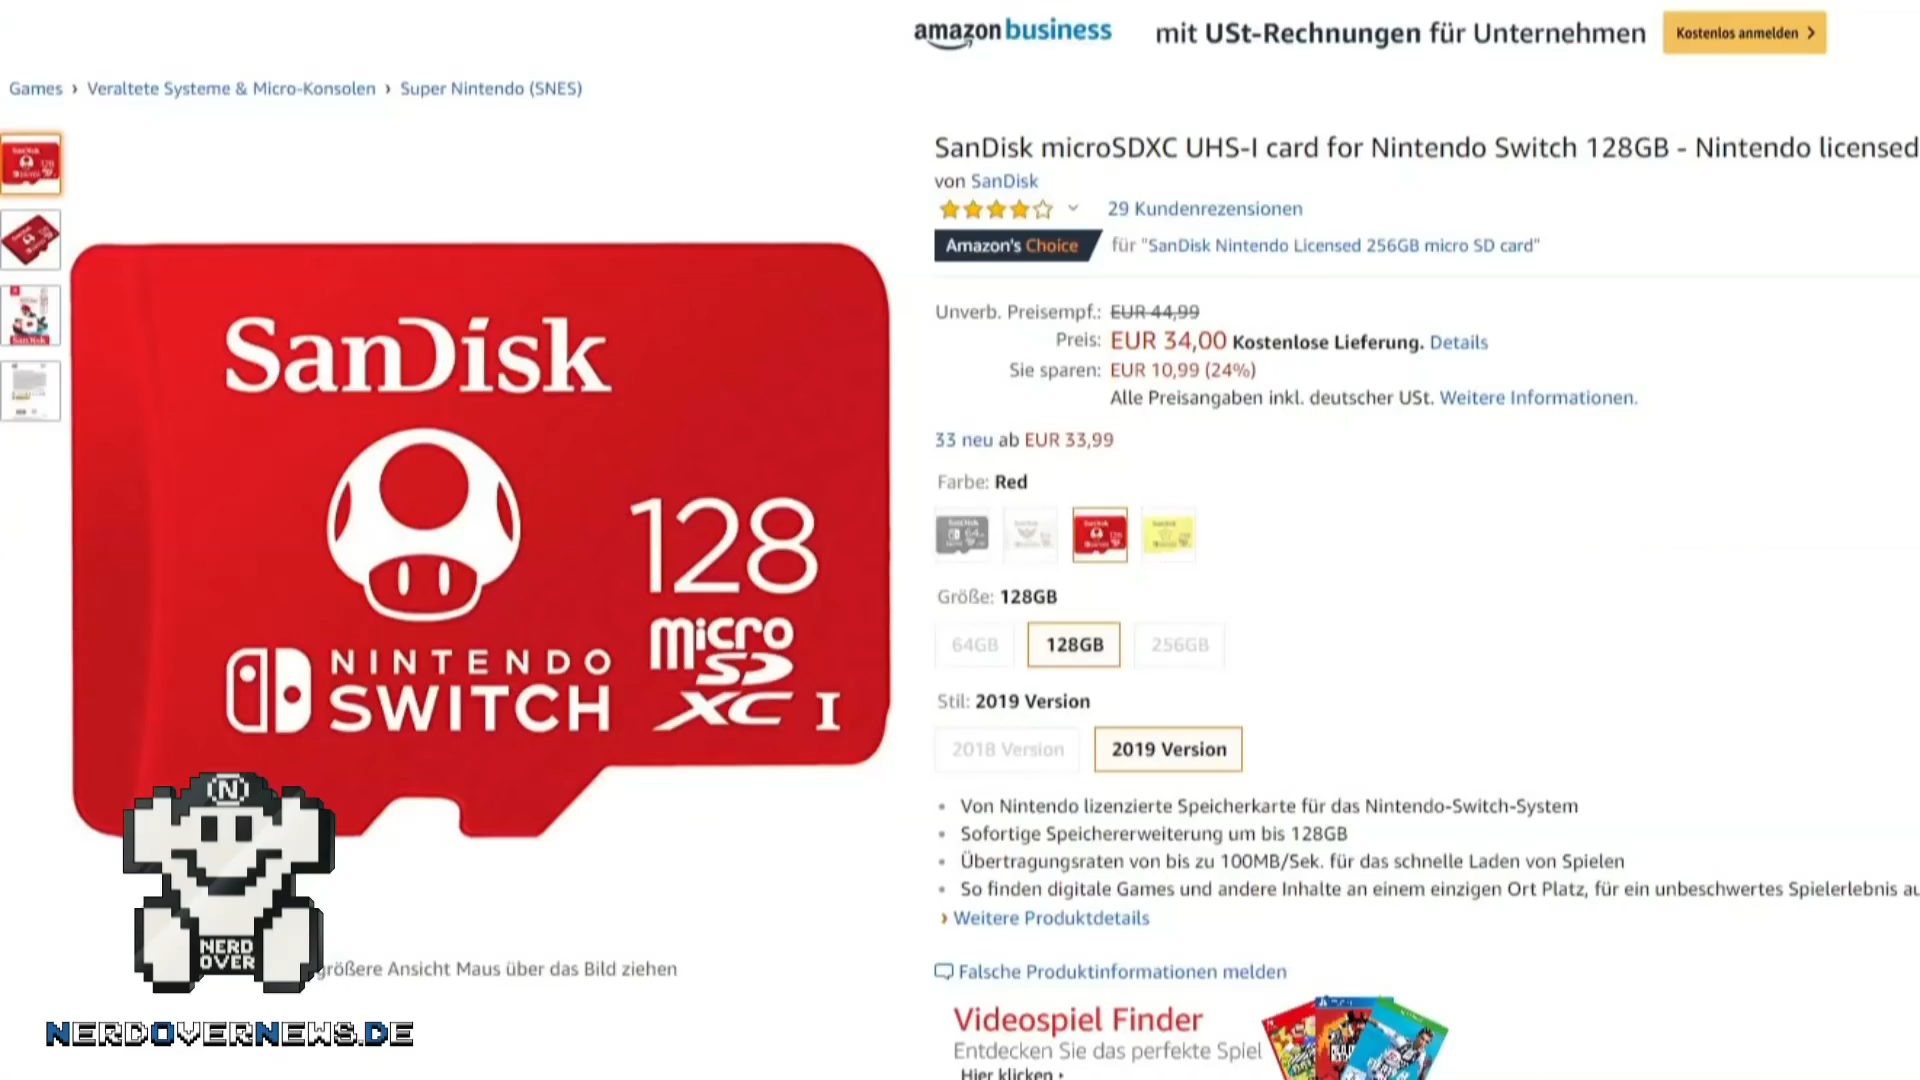 amazon business mit USt-Rechnungen für Unternehmen Kostenlos anmelden
Games › Veraltete Systeme & Micro-Konsolen › Super Nintendo (SNES)
SanDisk
128
NINTENDO
SWITCH
micro
SD
XC I
(N)
NERD
OVER
größere Ansicht Maus über das Bild ziehen
NERDOVERNEWS.DE
SanDisk microSDXC UHS-I card for Nintendo Switch 128GB - Nintendo licensed
von SanDisk
29 Kundenrezensionen
Amazon's Choice für "SanDisk Nintendo Licensed 256GB micro SD card"
Unverb. Preisempf.: EUR 44,99
Preis: EUR 34,00 Kostenlose Lieferung. Details
Sie sparen: EUR 10,99 (24%)
Alle Preisangaben inkl. deutscher USt. Weitere Informationen.
33 neu ab EUR 33,99
Farbe: Red
Größe: 128GB
64GB 128GB 256GB
Stil: 2019 Version
2018 Version 2019 Version
• Von Nintendo lizenzierte Speicherkarte für das Nintendo-Switch-System
• Sofortige Speichererweiterung um bis 128GB
• Übertragungsraten von bis zu 100MB/Sek. für das schnelle Laden von Spielen
• So finden digitale Games und andere Inhalte an einem einzigen Ort Platz, für ein unbeschwertes Spielerlebnis au
› Weitere Produktdetails
Falsche Produktinformationen melden
Videospiel Finder
Entdecken Sie das perfekte Spiel
Hier klicken